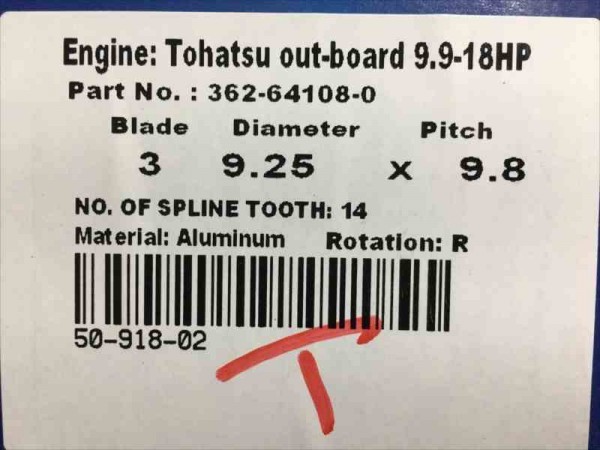 Engine: Tohatsu out-board 9.9-18HP
Part No. : 362-64108-0
Blade Diameter Pitch
3 9.25 x 9.8
NO. OF SPLINE TOOTH: 14
Material: Aluminum Rotation: R
50-918-02
T